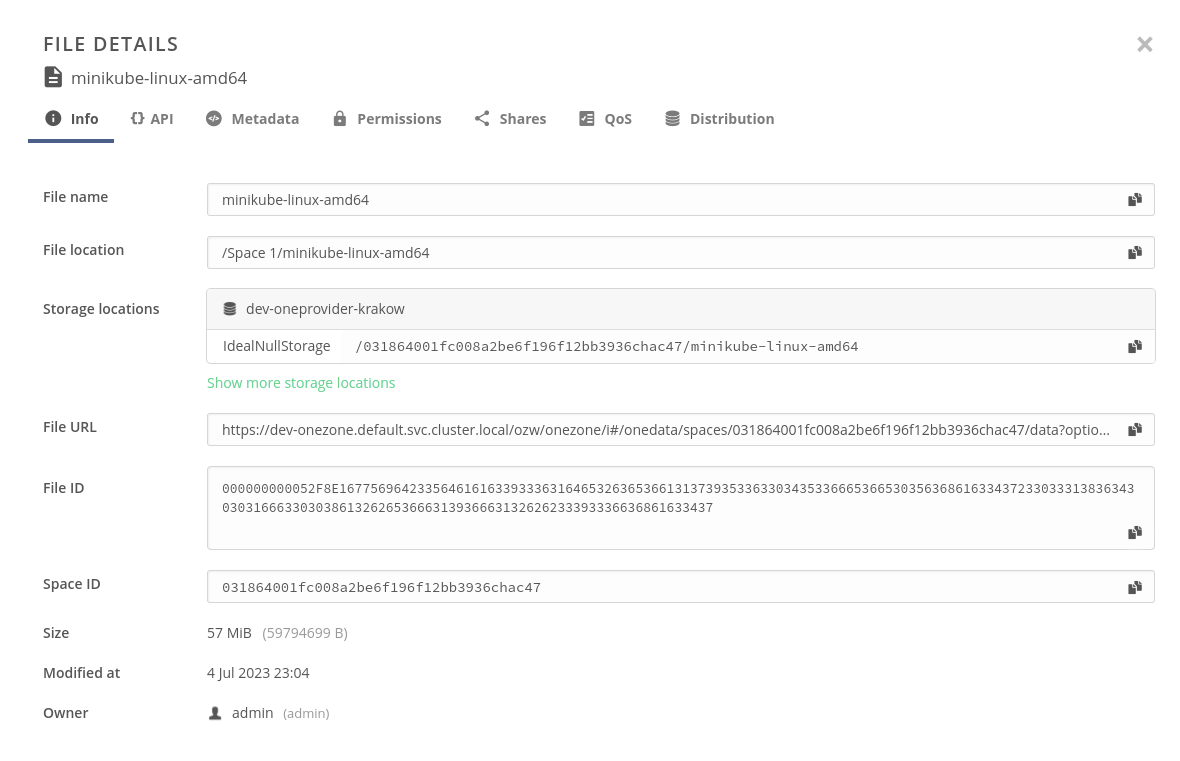 FILE DETAILS
minikube-linux-amd64
Info API Metadata Permissions Shares QoS Distribution
File name minikube-linux-amd64
File location /Space 1/minikube-linux-amd64
Storage locations dev-oneprovider-krakow
IdealNullStorage /031864001fc008a2be6f196f12bb3936chac47/minikube-linux-amd64
Show more storage locations
File URL https://dev-onezone.default.svc.cluster.local/ozw/onezone/i#/onedata/spaces/031864001fc008a2be6f196f12bb3936chac47/data?optio...
File ID 000000000052F8E167756964233564616163393336316465326365366131373935336330343533666536653035636861633437233033313836343
0303166633030386132626536663139366631326262333933366368616334 37
Space ID 031864001fc008a2be6f196f12bb3936chac47
Size 57 MiB (59794699 B)
Modified at 4 Jul 2023 23:04
Owner admin (admin)